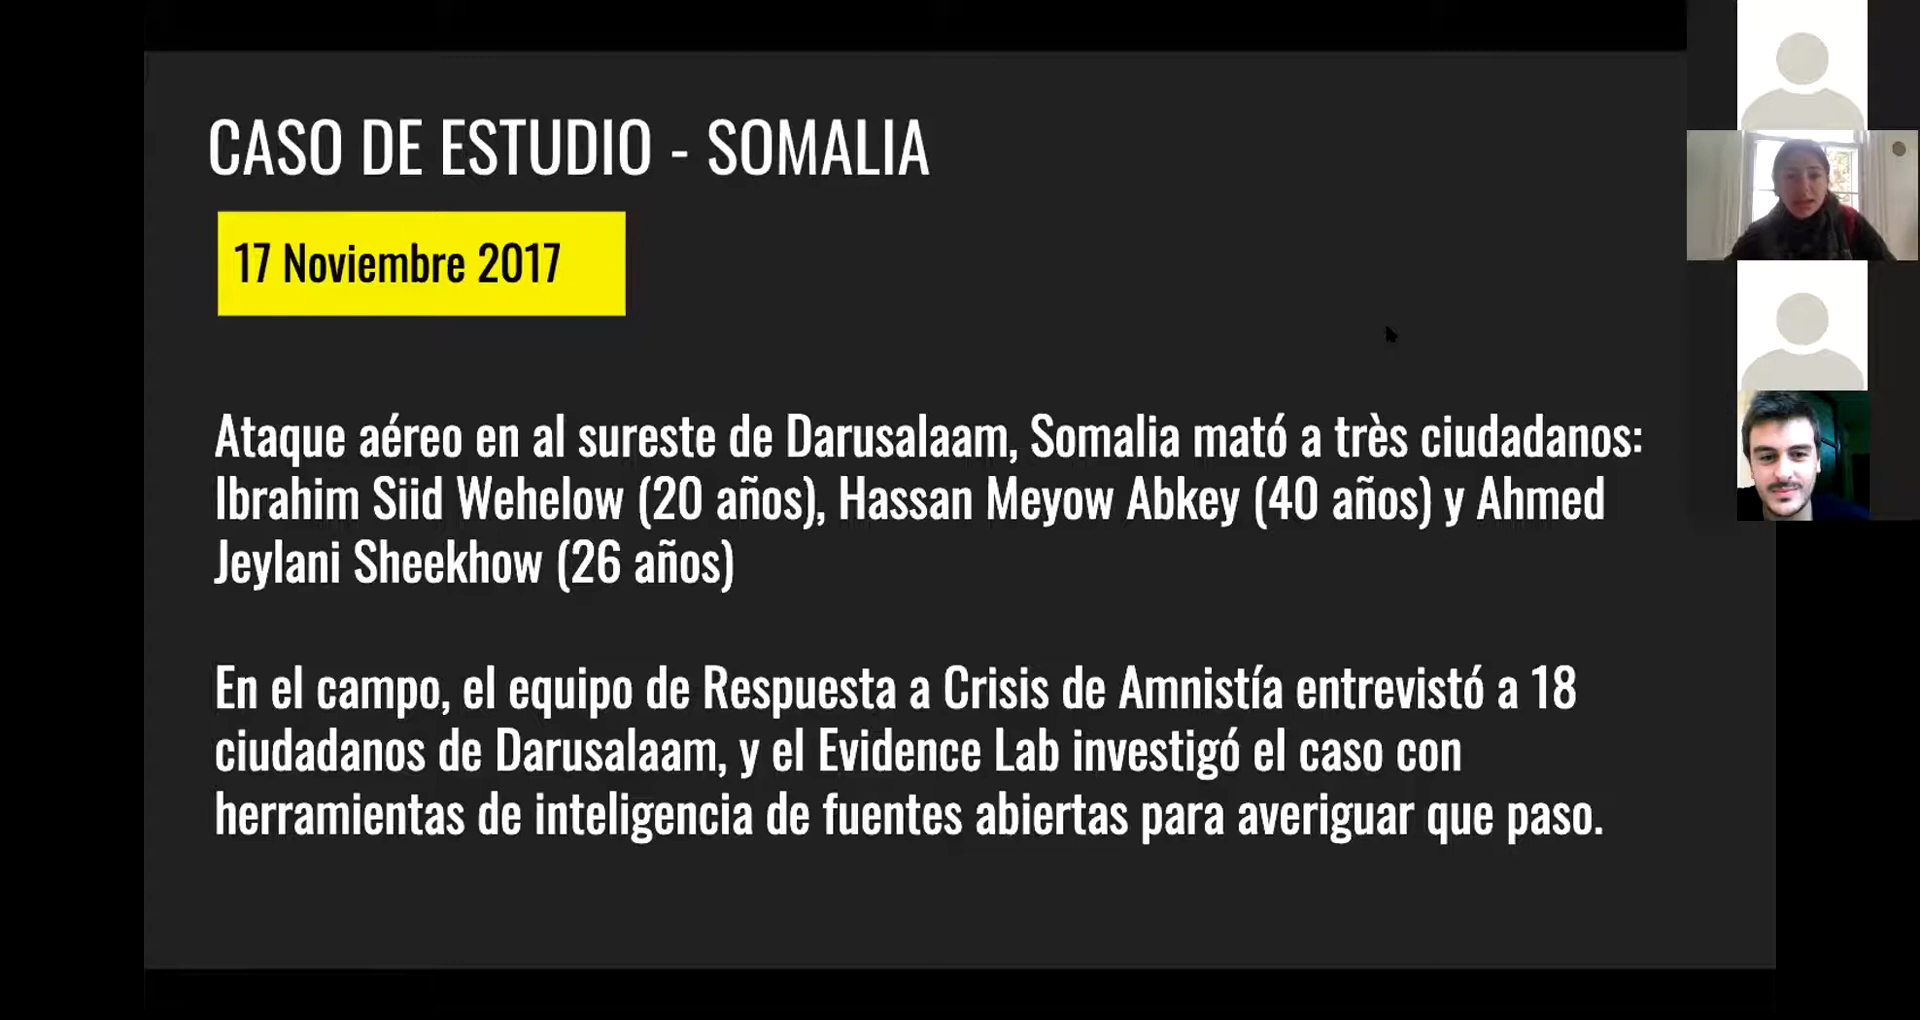 CASO DE ESTUDIO - SOMALIA
17 Noviembre 2017
Ataque aéreo en al sureste de Darusalaam, Somalia mató a très ciudadanos:
Ibrahim Siid Wehelow (20 años), Hassan Meyow Abkey (40 años) y Ahmed
Jeylani Sheekhow (26 años)
En el campo, el equipo de Respuesta a Crisis de Amnistía entrevistó a 18
ciudadanos de Darusalaam, y el Evidence Lab investigó el caso con
herramientas de inteligencia de fuentes abiertas para averiguar que paso.